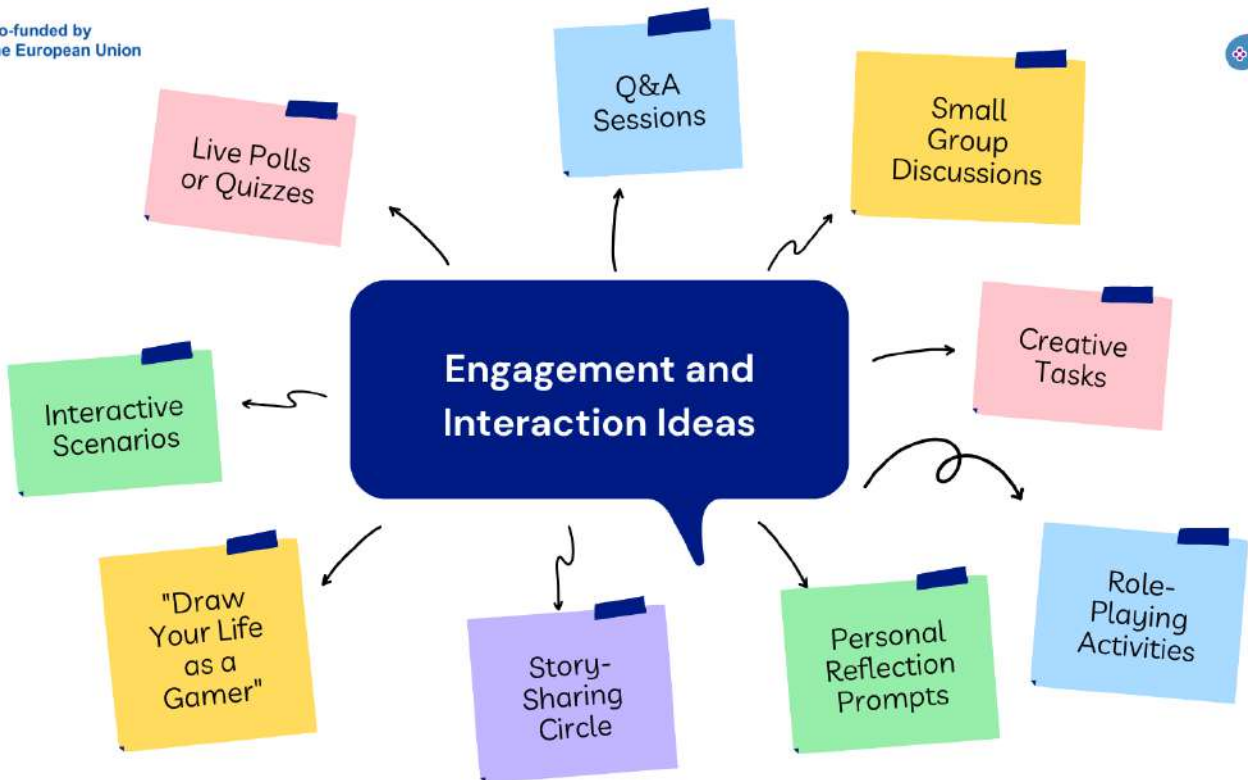 o-funded by
he European Union
Q&A
Sessions
Small
Group
Discussions
Live Polls
or Quizzes
Creative
Tasks
Engagement and
Interaction Ideas
Interactive
Scenarios
"Draw
Your Life
as a
Gamer"
Story-
Sharing
Circle
Personal
Reflection
Prompts
Role-
Playing
Activities